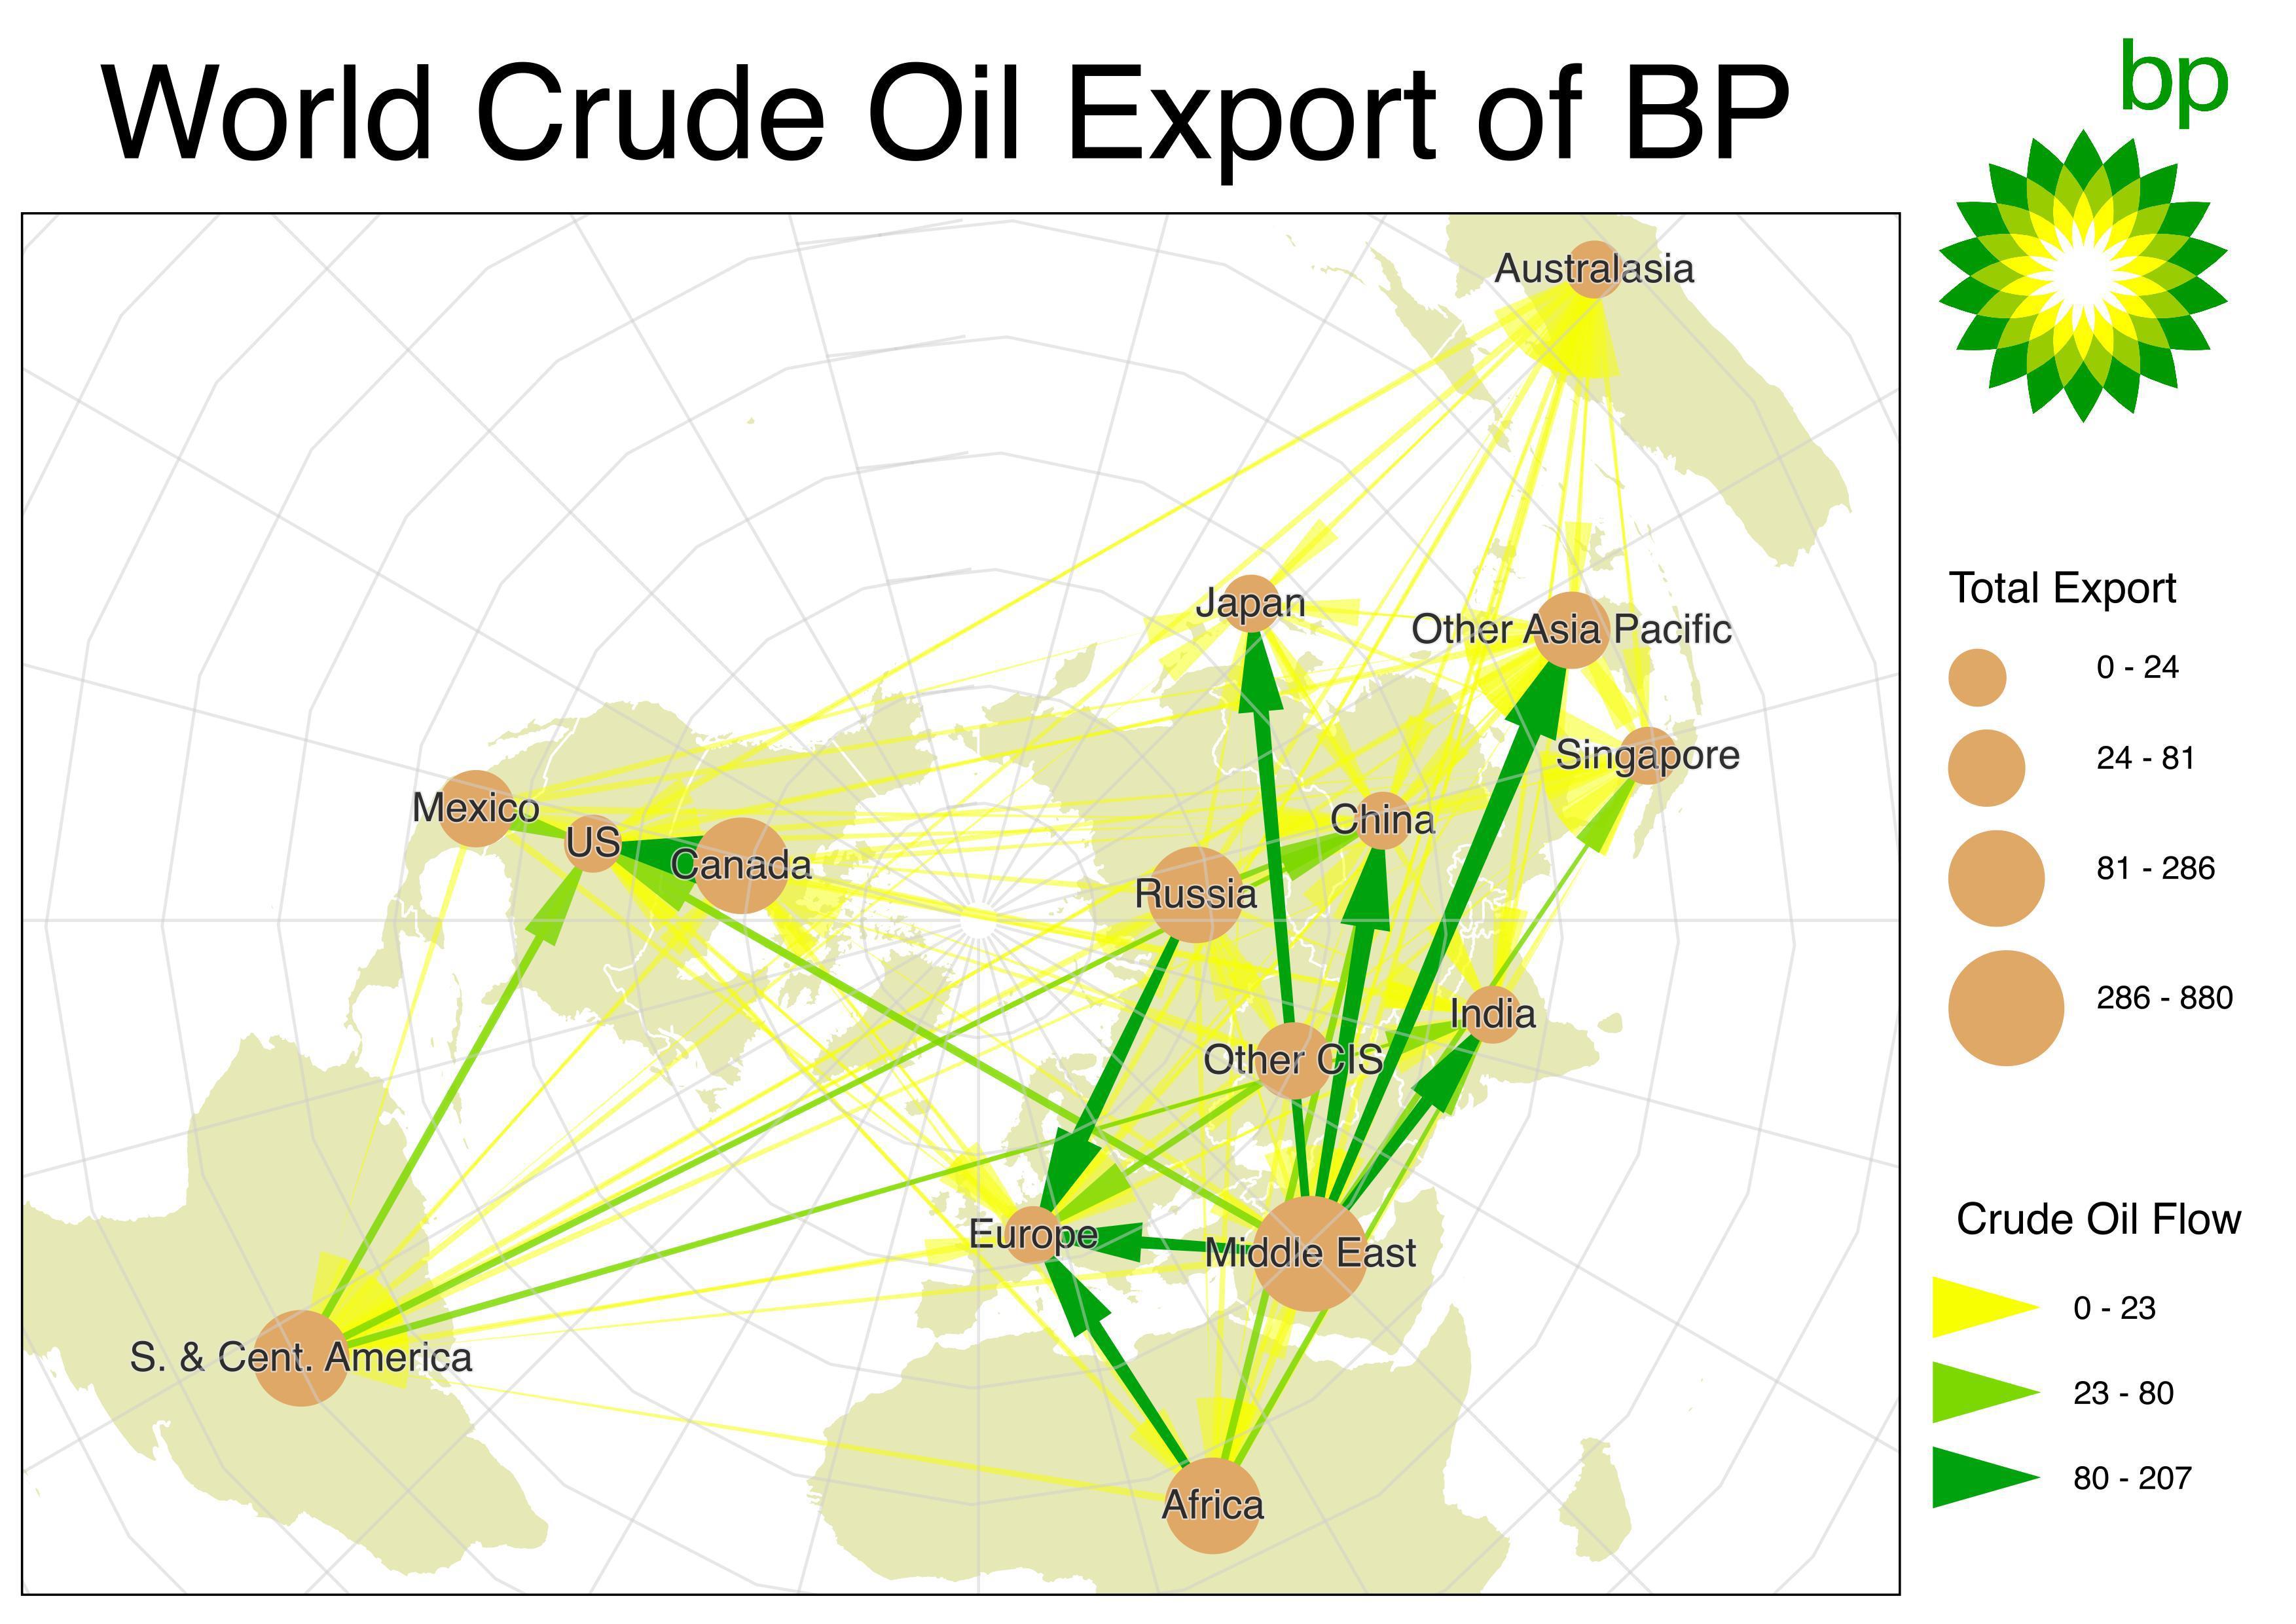 World Crude Oil Export of BP
bp
Australasia
Japan
Other Asia Pacific
Singapore
Mexico
US
Canada
China
Russia
India
Other CIS
Europe
Middle East
S. & Cent. America
Africa
Total Export
0 - 24
24 - 81
81 - 286
286 - 880
Crude Oil Flow
0 - 23
23 - 80
80 - 207